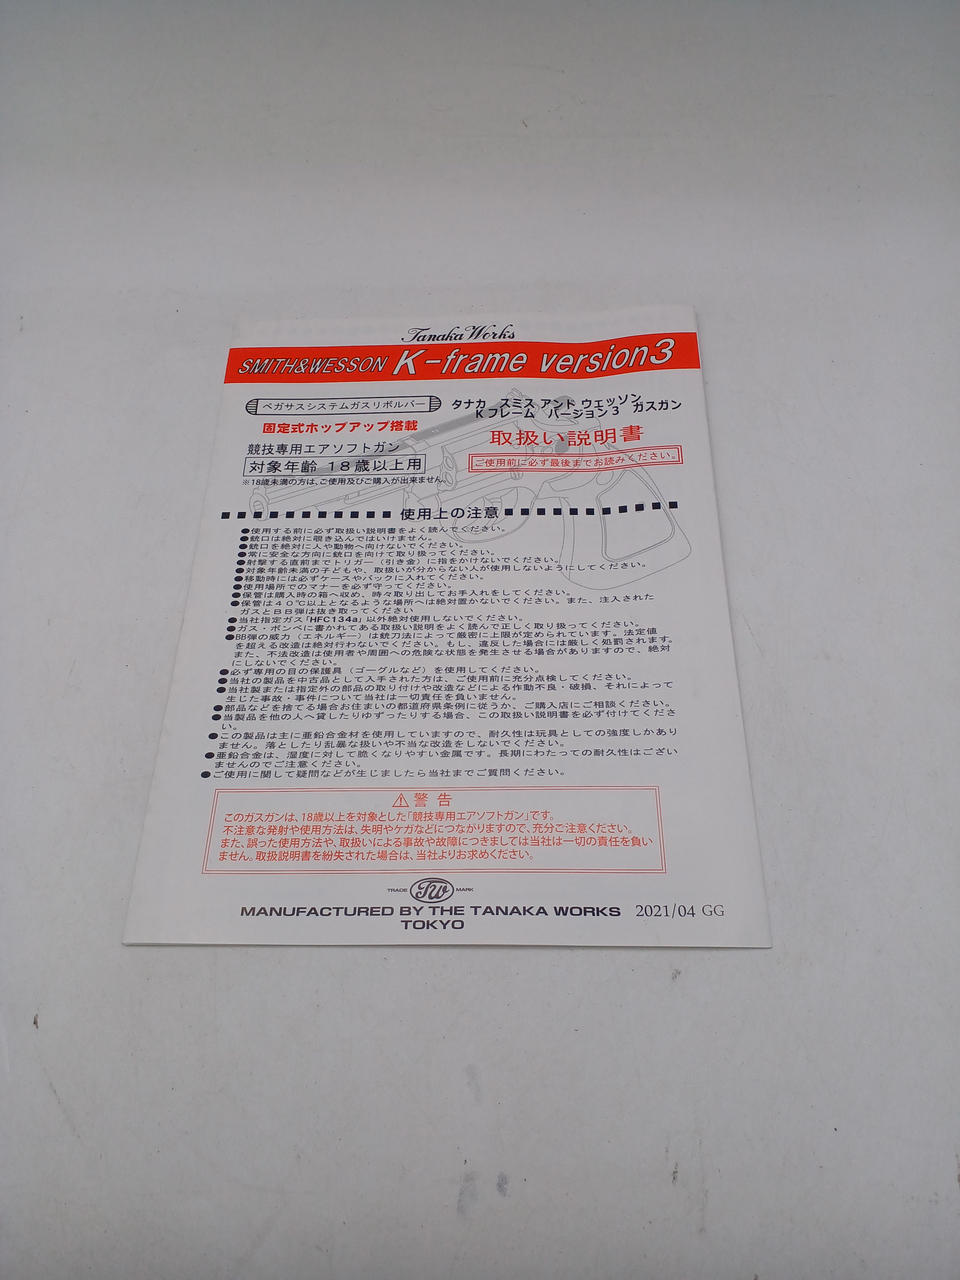 Tanaka Works
SMITH&WESSON K-frame version3
ペガサスシステムガスリボルバー
固定式ホップアップ搭載
競技専用エアソフトガン
対象年齢 18歳以上用
※18歳未満の方は、ご使用及びご購入が出来ません。
タナカ スミス アンド ウェッソン
Kフレーム バージョン3 ガスガン
取扱い説明書
ご使用前に必ず最後までお読みください。
使用上の注意
●使用する前に必ず取扱い説明書をよく読んでください。
●銃口は絶対に覗き込んではいけません。
●銃口を絶対に人や動物へ向けないでください。
●常に安全な方向に銃口を向けて取り扱ってください。
●射撃する直前までトリガー（引き金）に指をかけないでください。
●対象年齢未満の子どもや、取扱いが分からない人が使用しないようにしてください。
●移動時には必ずケースやバックに入れてください。
●使用場所でのマナーを必ず守ってください。
●保管は購入時の箱へ収め、時々取り出してお手入れをしてください。
●保管は40℃以上となるような場所へは絶対置かないでください。また、注入された
ガスとBB弾は抜き取ってください
●当社指定ガス「HFC134a」以外絶対使用しないでください。
●ガス・ボンベに書かれてある取扱い説明をよく読んで正しく取り扱ってください。
●BB弾の威力（エネルギー）は銃刀法によって厳密に上限が定められています。法定値
を超える改造は絶対行わないでください。もし、違反した場合には厳しく処罰されます。
また、不法改造は使用者や周囲への危険な状態を発生させる場合がありますので、絶対
にしないでください。
●必ず専用の目の保護具（ゴーグルなど）を使用してください。
●当社の製品を中古品として入手された方は、ご使用前に充分点検してください。
●当社製または指定外の部品の取り付けや改造などによる作動不良・破損、それによって
生じた事故・事件について当社は一切責任を負いません。
●部品などを捨てる場合お住まいの都道府県条例に従うか、ご購入店にご相談ください。
●当製品を他の人へ貸したりゆずったりする場合、この取扱い説明書を必ず付けてくださ
い。
●この製品は主に亜鉛合金材を使用していますので、耐久性は玩具としての強度しかあり
ません。落としたり乱暴な扱いや不当な改造をしないでください。
●亜鉛合金は、湿度に対して脆くなりやすい金属です。長期にわたっての耐久性はござい
ませんのでご注意ください。
●ご使用に関して疑問などが生じましたら当社までご質問ください。
⚠警告
このガスガンは、18歳以上を対象とした「競技専用エアソフトガン」です。
不注意な発射や使用方法は、失明やケガなどにつながりますので、充分ご注意ください。
また、誤った使用方法や、取扱いによる事故や故障につきましては当社は一切の責任を負い
ません。取扱説明書を紛失された場合は、当社よりお求めください。
TRADE TW MARK
MANUFACTURED BY THE TANAKA WORKS 2021/04 GG
TOKYO